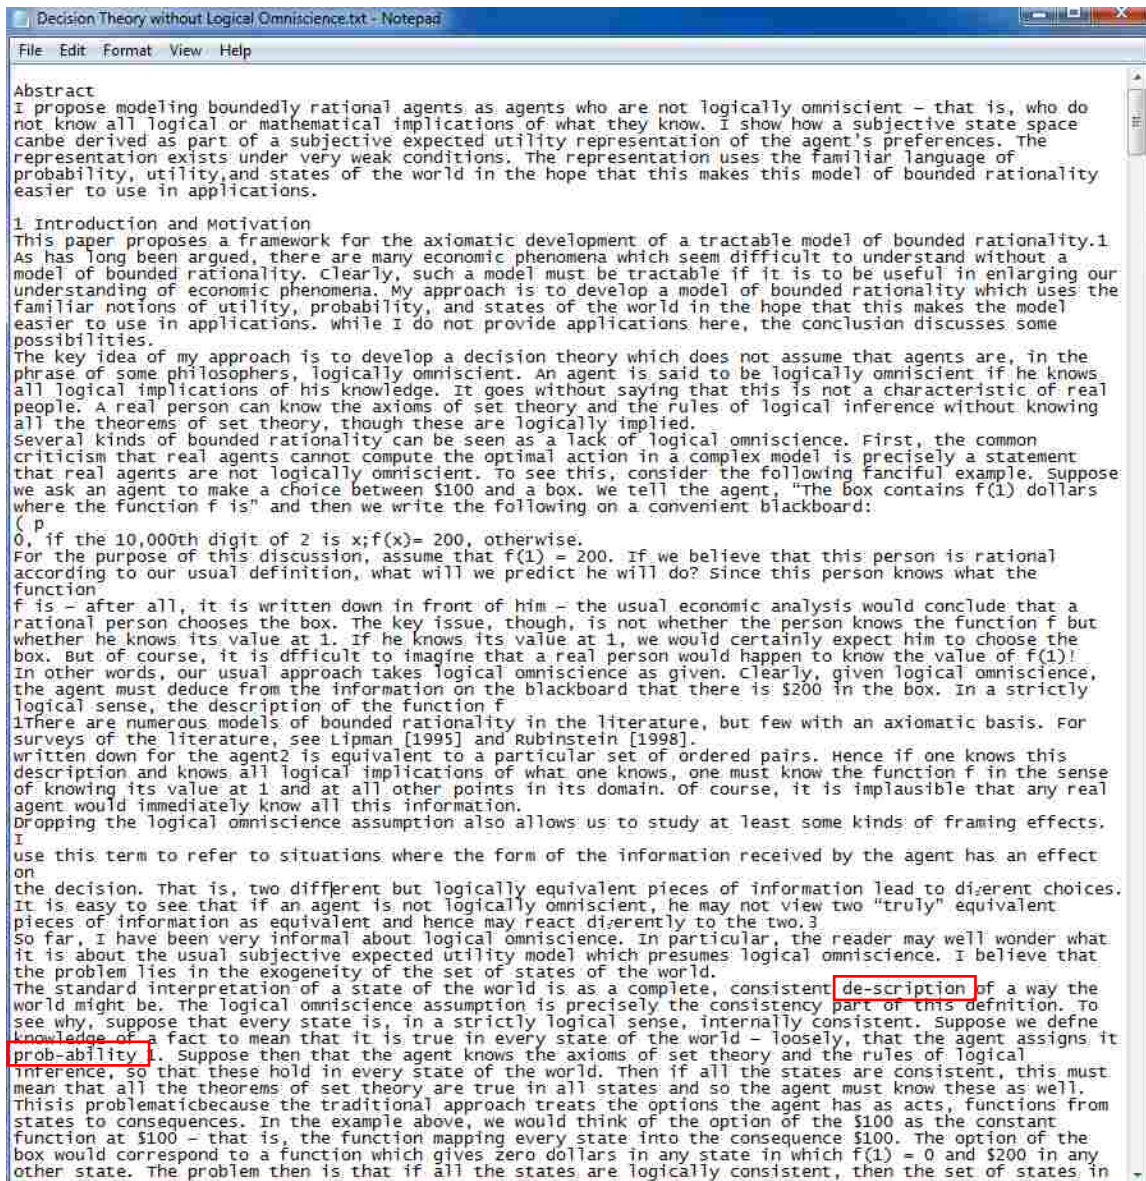 Decision Theory without Logical Omniscience.txt - Notepad
File Edit Format View Help
Abstract
I propose modeling boundedly rational agents as agents who are not logically omniscient – that is, who do
not know all logical or mathematical implications of what they know. I show how a subjective state space
canbe derived as part of a subjective expected utility representation of the agent's preferences. The
representation exists under very weak conditions. The representation uses the familiar language of
probability, utility,and states of the world in the hope that this makes this model of bounded rationality
easier to use in applications.
1 Introduction and Motivation
This paper proposes a framework for the axiomatic development of a tractable model of bounded rationality.1
As has long been argued, there are many economic phenomena which seem difficult to understand without a
model of bounded rationality. Clearly, such a model must be tractable if it is to be useful in enlarging our
understanding of economic phenomena. My approach is to develop a model of bounded rationality which uses the
familiar notions of utility, probability, and states of the world in the hope that this makes the model
easier to use in applications. While I do not provide applications here, the conclusion discusses some
possibilities.
The key idea of my approach is to develop a decision theory which does not assume that agents are, in the
phrase of some philosophers, logically omniscient. An agent is said to be logically omniscient if he knows
all logical implications of his knowledge. It goes without saying that this is not a characteristic of real
people. A real person can know the axioms of set theory and the rules of logical inference without knowing
all the theorems of set theory, though these are logically implied.
Several kinds of bounded rationality can be seen as a lack of logical omniscience. First, the common
criticism that real agents cannot compute the optimal action in a complex model is precisely a statement
that real agents are not logically omniscient. To see this, consider the following fanciful example. Suppose
we ask an agent to make a choice between $100 and a box. We tell the agent, "The box contains f(1) dollars
where the function f is" and then we write the following on a convenient blackboard:
( p
0, if the 10,000th digit of 2 is x;f(x)= 200, otherwise.
For the purpose of this discussion, assume that f(1) = 200. If we believe that this person is rational
according to our usual definition, what will we predict he will do? Since this person knows what the
function
f is – after all, it is written down in front of him – the usual economic analysis would conclude that a
rational person chooses the box. The key issue, though, is not whether the person knows the function f but
whether he knows its value at 1. If he knows its value at 1, we would certainly expect him to choose the
box. But of course, it is dfficult to imagine that a real person would happen to know the value of f(1)!
In other words, our usual approach takes logical omniscience as given. Clearly, given logical omniscience,
the agent must deduce from the information on the blackboard that there is $200 in the box. In a strictly
logical sense, the description of the function f
1There are numerous models of bounded rationality in the literature, but few with an axiomatic basis. For
surveys of the literature, see Lipman [1995] and Rubinstein [1998].
written down for the agent2 is equivalent to a particular set of ordered pairs. Hence if one knows this
description and knows all logical implications of what one knows, one must know the function f in the sense
of knowing its value at 1 and at all other points in its domain. Of course, it is implausible that any real
agent would immediately know all this information.
Dropping the logical omniscience assumption also allows us to study at least some kinds of framing effects.
I
use this term to refer to situations where the form of the information received by the agent has an effect
on
the decision. That is, two different but logically equivalent pieces of information lead to di¿erent choices.
It is easy to see that if an agent is not logically omniscient, he may not view two "truly" equivalent
pieces of information as equivalent and hence may react di¿erently to the two.3
So far, I have been very informal about logical omniscience. In particular, the reader may well wonder what
it is about the usual subjective expected utility model which presumes logical omniscience. I believe that
the problem lies in the exogeneity of the set of states of the world.
The standard interpretation of a state of the world is as a complete, consistent de-scription of a way the
world might be. The logical omniscience assumption is precisely the consistency part of this defnition. To
see why, suppose that every state is, in a strictly logical sense, internally consistent. Suppose we defne
knowledge of a fact to mean that it is true in every state of the world – loosely, that the agent assigns it
prob-ability 1. Suppose then that the agent knows the axioms of set theory and the rules of logical
inference, so that these hold in every state of the world. Then if all the states are consistent, this must
mean that all the theorems of set theory are true in all states and so the agent must know these as well.
Thisis problematicbecause the traditional approach treats the options the agent has as acts, functions from
states to consequences. In the example above, we would think of the option of the $100 as the constant
function at $100 – that is, the function mapping every state into the consequence $100. The option of the
box would correspond to a function which gives zero dollars in any state in which f(1) = 0 and $200 in any
other state. The problem then is that if all the states are logically consistent, then the set of states in